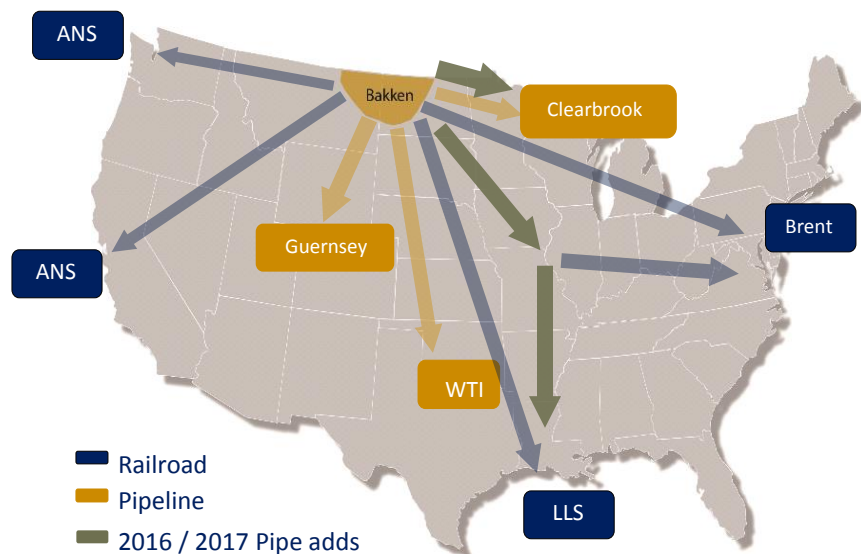 ANS
Bakken
Clearbrook
Guernsey
Brent
ANS
WTI
LLS
Railroad
Pipeline
2016 / 2017 Pipe adds